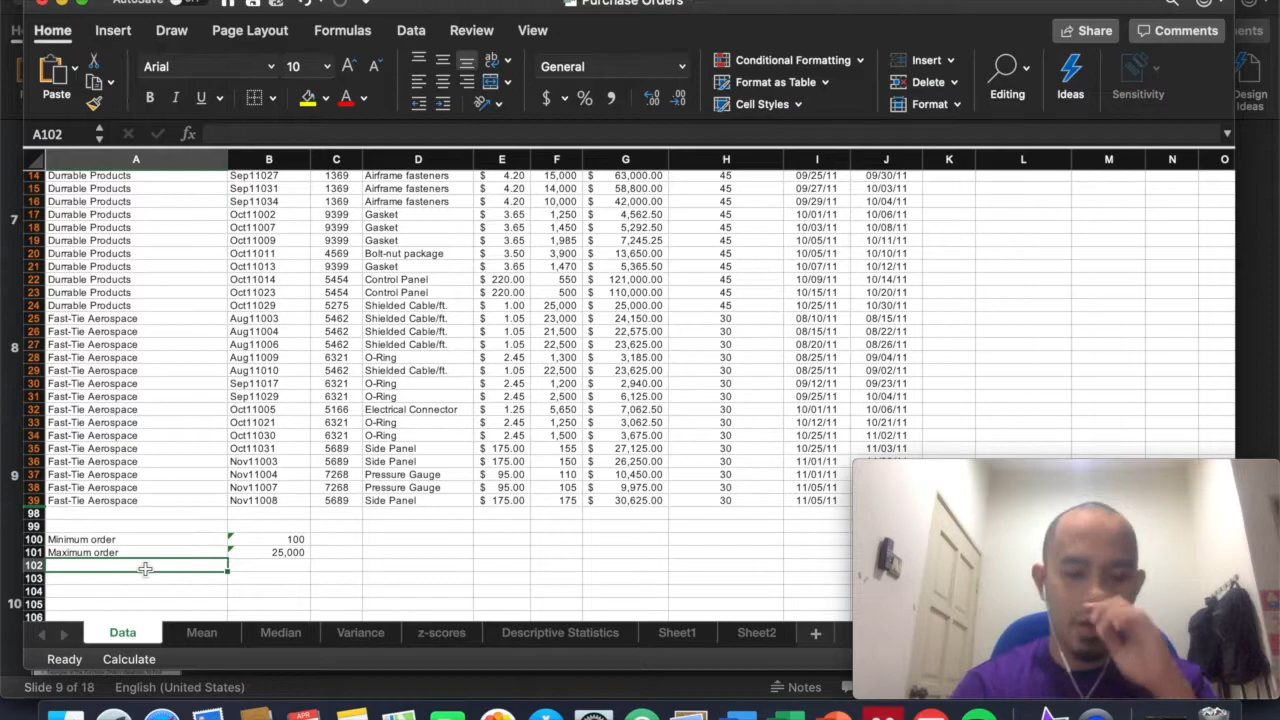 AutoSave
Purchase Orders
Home Insert Draw Page Layout Formulas Data Review View Share Comments
Paste Arial 10 General Conditional Formatting Format as Table Cell Styles Insert Delete Format Editing Ideas Sensitivity Design Ideas
A102 fx
A B C D E F G H I J K L M N O
14 Durrable Products Sep11027 1369 Airframe fasteners $ 4.20 15,000 $ 63,000.00 45 09/25/11 09/30/11
15 Durrable Products Sep11031 1369 Airframe fasteners $ 4.20 14,000 $ 58,800.00 45 09/27/11 10/03/11
16 Durrable Products Sep11034 1369 Airframe fasteners $ 4.20 10,000 $ 42,000.00 45 09/29/11 10/04/11
17 Durrable Products Oct11002 9399 Gasket $ 3.65 1,250 $ 4,562.50 45 10/01/11 10/06/11
18 Durrable Products Oct11007 9399 Gasket $ 3.65 1,450 $ 5,292.50 45 10/03/11 10/08/11
19 Durrable Products Oct11009 9399 Gasket $ 3.65 1,985 $ 7,245.25 45 10/05/11 10/11/11
20 Durrable Products Oct11011 4569 Bolt-nut package $ 3.50 3,900 $ 13,650.00 45 10/05/11 10/10/11
21 Durrable Products Oct11013 9399 Gasket $ 3.65 1,470 $ 5,365.50 45 10/07/11 10/12/11
22 Durrable Products Oct11014 5454 Control Panel $ 220.00 550 $ 121,000.00 45 10/09/11 10/14/11
23 Durrable Products Oct11023 5454 Control Panel $ 220.00 500 $ 110,000.00 45 10/15/11 10/20/11
24 Durrable Products Oct11029 5275 Shielded Cable/ft. $ 1.00 25,000 $ 25,000.00 45 10/25/11 10/30/11
25 Fast-Tie Aerospace Aug11003 5462 Shielded Cable/ft. $ 1.05 23,000 $ 24,150.00 30 08/10/11 08/15/11
26 Fast-Tie Aerospace Aug11004 5462 Shielded Cable/ft. $ 1.05 21,500 $ 22,575.00 30 08/15/11 08/22/11
27 Fast-Tie Aerospace Aug11006 5462 Shielded Cable/ft. $ 1.05 22,500 $ 23,625.00 30 08/20/11 08/26/11
28 Fast-Tie Aerospace Aug11009 6321 O-Ring $ 2.45 1,300 $ 3,185.00 30 08/25/11 09/04/11
29 Fast-Tie Aerospace Aug11010 5462 Shielded Cable/ft. $ 1.05 22,500 $ 23,625.00 30 08/25/11 09/02/11
30 Fast-Tie Aerospace Sep11017 6321 O-Ring $ 2.45 1,200 $ 2,940.00 30 09/12/11 09/23/11
31 Fast-Tie Aerospace Sep11029 6321 O-Ring $ 2.45 2,500 $ 6,125.00 30 09/25/11 10/04/11
32 Fast-Tie Aerospace Oct11005 5166 Electrical Connector $ 1.25 5,650 $ 7,062.50 30 10/01/11 10/06/11
33 Fast-Tie Aerospace Oct11021 6321 O-Ring $ 2.45 1,250 $ 3,062.50 30 10/12/11 10/21/11
34 Fast-Tie Aerospace Oct11030 6321 O-Ring $ 2.45 1,500 $ 3,675.00 30 10/25/11 11/02/11
35 Fast-Tie Aerospace Oct11031 5689 Side Panel $ 175.00 155 $ 27,125.00 30 10/25/11
36 Fast-Tie Aerospace Nov11003 5689 Side Panel $ 175.00 150 $ 26,250.00 30 11/01/11
37 Fast-Tie Aerospace Nov11004 7268 Pressure Gauge $ 95.00 110 $ 10,450.00 30 11/01/1
38 Fast-Tie Aerospace Nov11007 7268 Pressure Gauge $ 95.00 105 $ 9,975.00 30 11/05/1
39 Fast-Tie Aerospace Nov11008 5689 Side Panel $ 175.00 175 $ 30,625.00 30 11/05/1
98
99
100 Minimum order 100
101 Maximum order 25,000
102
103
104
105
106
7
8
9
10
Data Mean Median Variance z-scores Descriptive Statistics Sheet1 Sheet2 +
Ready Calculate
Slide 9 of 18 English (United States) Notes
APR